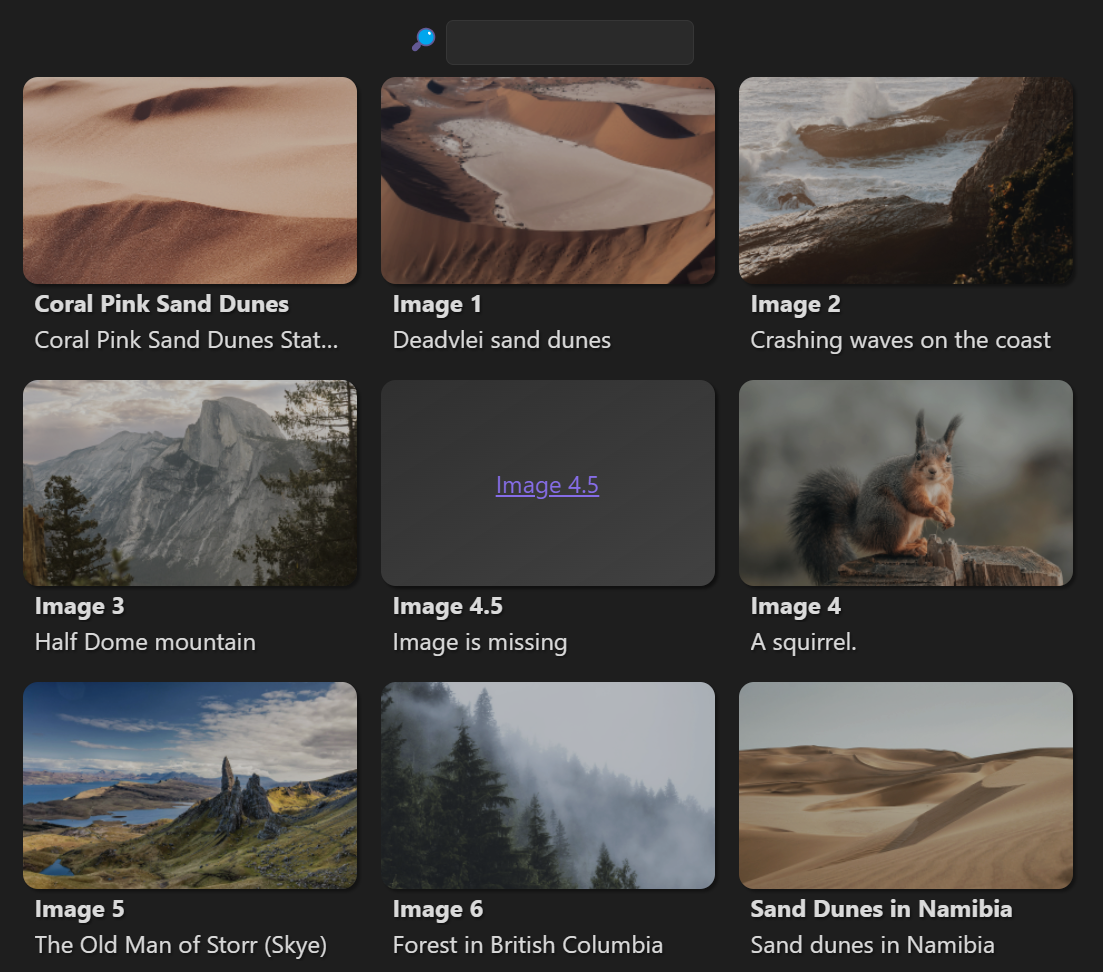 Coral Pink Sand Dunes
Coral Pink Sand Dunes Stat...
Image 1
Deadvlei sand dunes
Image 2
Crashing waves on the coast
Image 3
Half Dome mountain
Image 4.5
Image 4.5
Image is missing
Image 4
A squirrel.
Image 5
The Old Man of Storr (Skye)
Image 6
Forest in British Columbia
Sand Dunes in Namibia
Sand dunes in Namibia